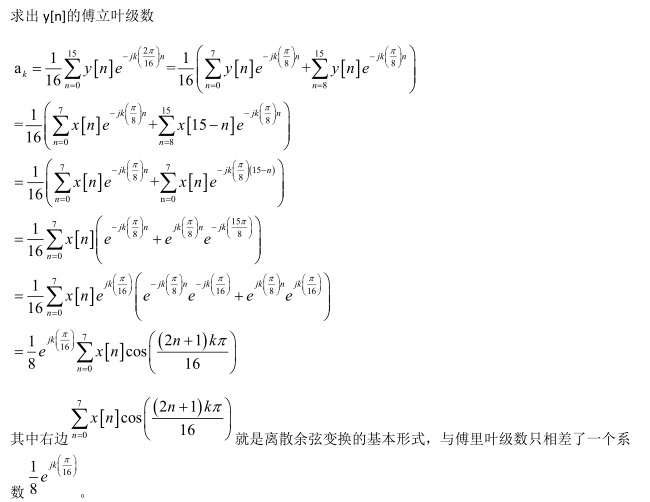 求出 y[n]的傅立叶级数
a_k = \frac{1}{16}\sum_{n=0}^{15} y[n]e^{-jk\left(\frac{2\pi}{16}\right)n} = \frac{1}{16}\left(\sum_{n=0}^{7} y[n]e^{-jk\left(\frac{\pi}{8}\right)n} + \sum_{n=8}^{15} y[n]e^{-jk\left(\frac{\pi}{8}\right)n}\right)
= \frac{1}{16}\left(\sum_{n=0}^{7} x[n]e^{-jk\left(\frac{\pi}{8}\right)n} + \sum_{n=8}^{15} x[15-n]e^{-jk\left(\frac{\pi}{8}\right)n}\right)
= \frac{1}{16}\left(\sum_{n=0}^{7} x[n]e^{-jk\left(\frac{\pi}{8}\right)n} + \sum_{n=0}^{7} x[n]e^{-jk\left(\frac{\pi}{8}\right)(15-n)}\right)
= \frac{1}{16}\sum_{n=0}^{7} x[n]\left(e^{-jk\left(\frac{\pi}{8}\right)n} + e^{jk\left(\frac{\pi}{8}\right)n}e^{-jk\left(\frac{15\pi}{8}\right)}\right)
= \frac{1}{16}\sum_{n=0}^{7} x[n]e^{jk\left(\frac{\pi}{16}\right)}\left(e^{-jk\left(\frac{\pi}{8}\right)n}e^{-jk\left(\frac{\pi}{16}\right)} + e^{jk\left(\frac{\pi}{8}\right)n}e^{jk\left(\frac{\pi}{16}\right)}\right)
= \frac{1}{8}e^{jk\left(\frac{\pi}{16}\right)}\sum_{n=0}^{7} x[n]\cos\left(\frac{(2n+1)k\pi}{16}\right)
其中右边 \sum_{n=0}^{7} x[n]\cos\left(\frac{(2n+1)k\pi}{16}\right) 就是离散余弦变换的基本形式，与傅里叶级数只相差了一个系
数 \frac{1}{8}e^{jk\left(\frac{\pi}{16}\right)} 。